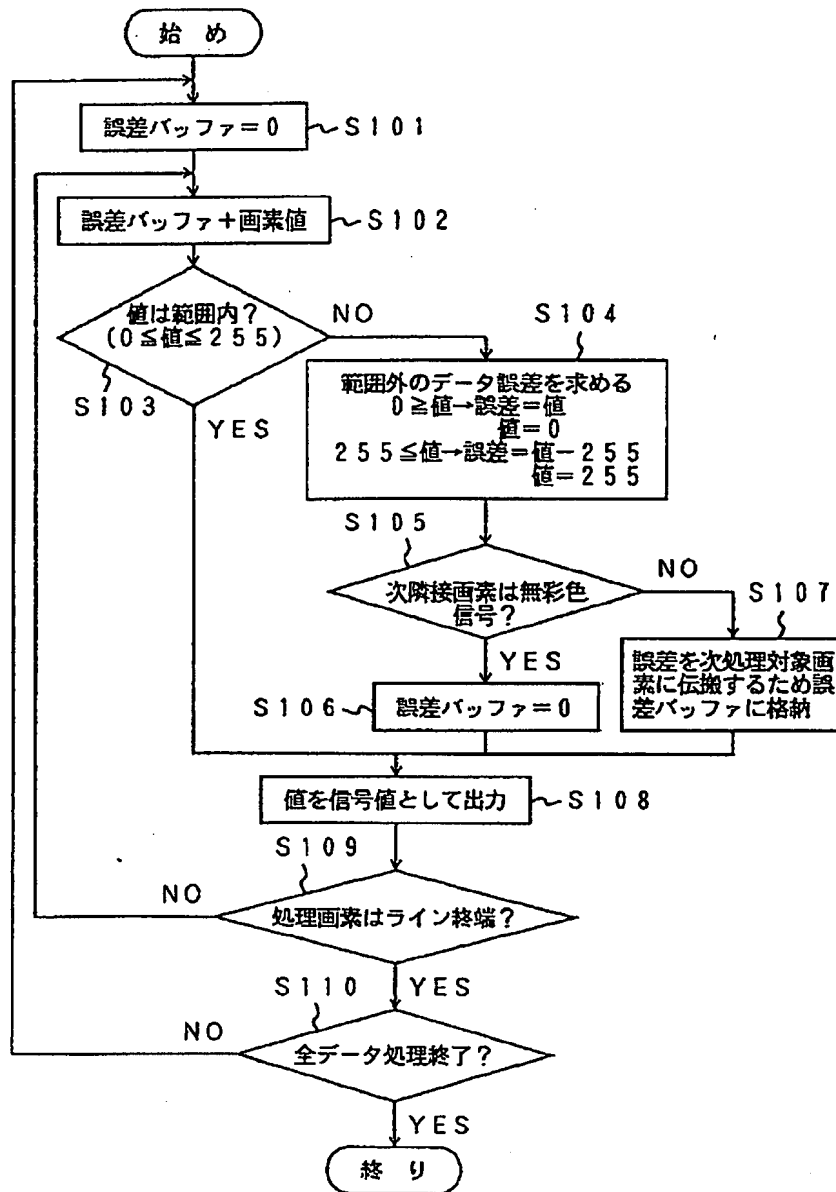 始 め
誤差バッファ=0
S101
誤差バッファ+画素値
S102
値は範囲内?
(0≦値≦255)
NO
S103
YES
S104
範囲外のデータ誤差を求める
0≧値→誤差=値
値=0
255≦値→誤差=値-255
値=255
S105
次隣接画素は無彩色
信号?
NO
YES
S106
誤差バッファ=0
S107
誤差を次処理対象画
素に伝搬するため誤
差バッファに格納
値を信号値として出力
S108
S109
NO
処理画素はライン終端?
YES
S110
NO
全データ処理終了?
YES
終 り